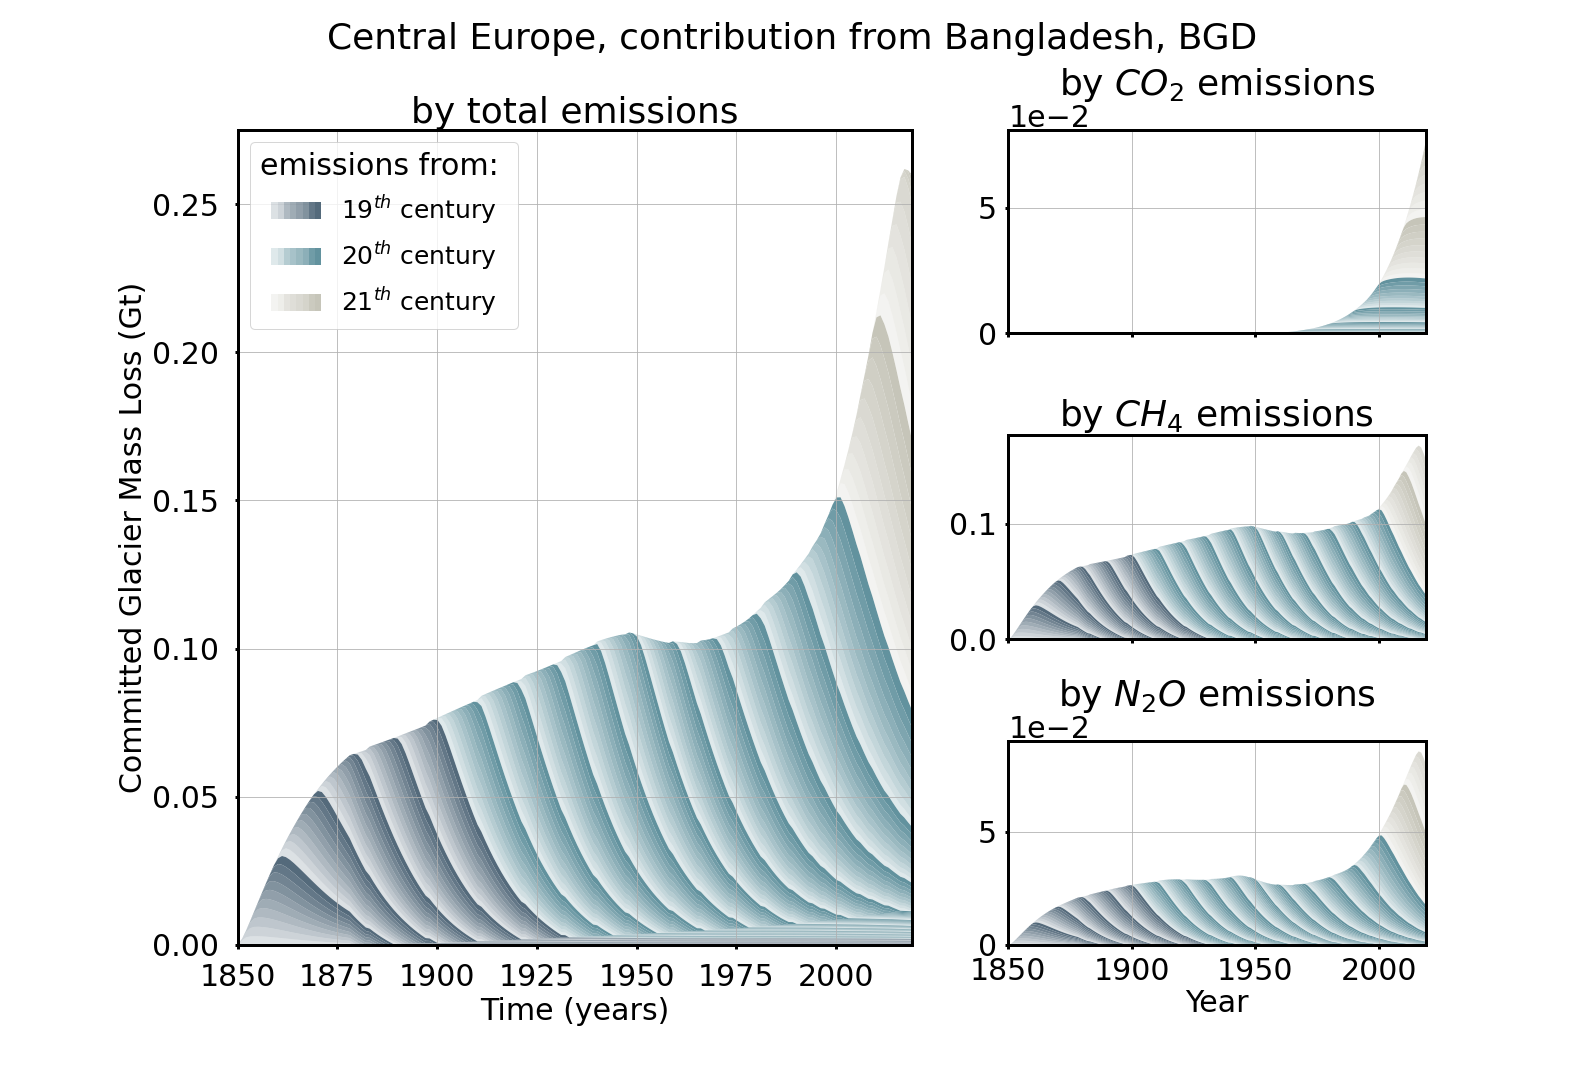 Central Europe, contribution from Bangladesh, BGD
by total emissions
emissions from:
19th century
20th century
21th century
Committed Glacier Mass Loss (Gt)
0.25
0.20
0.15
0.10
0.05
0.00
1850 1875 1900 1925 1950 1975 2000
Time (years)
by CO₂ emissions
1e−2
5
0
by CH₄ emissions
0.1
0.0
by N₂O emissions
1e−2
5
0
1850 1900 1950 2000
Year